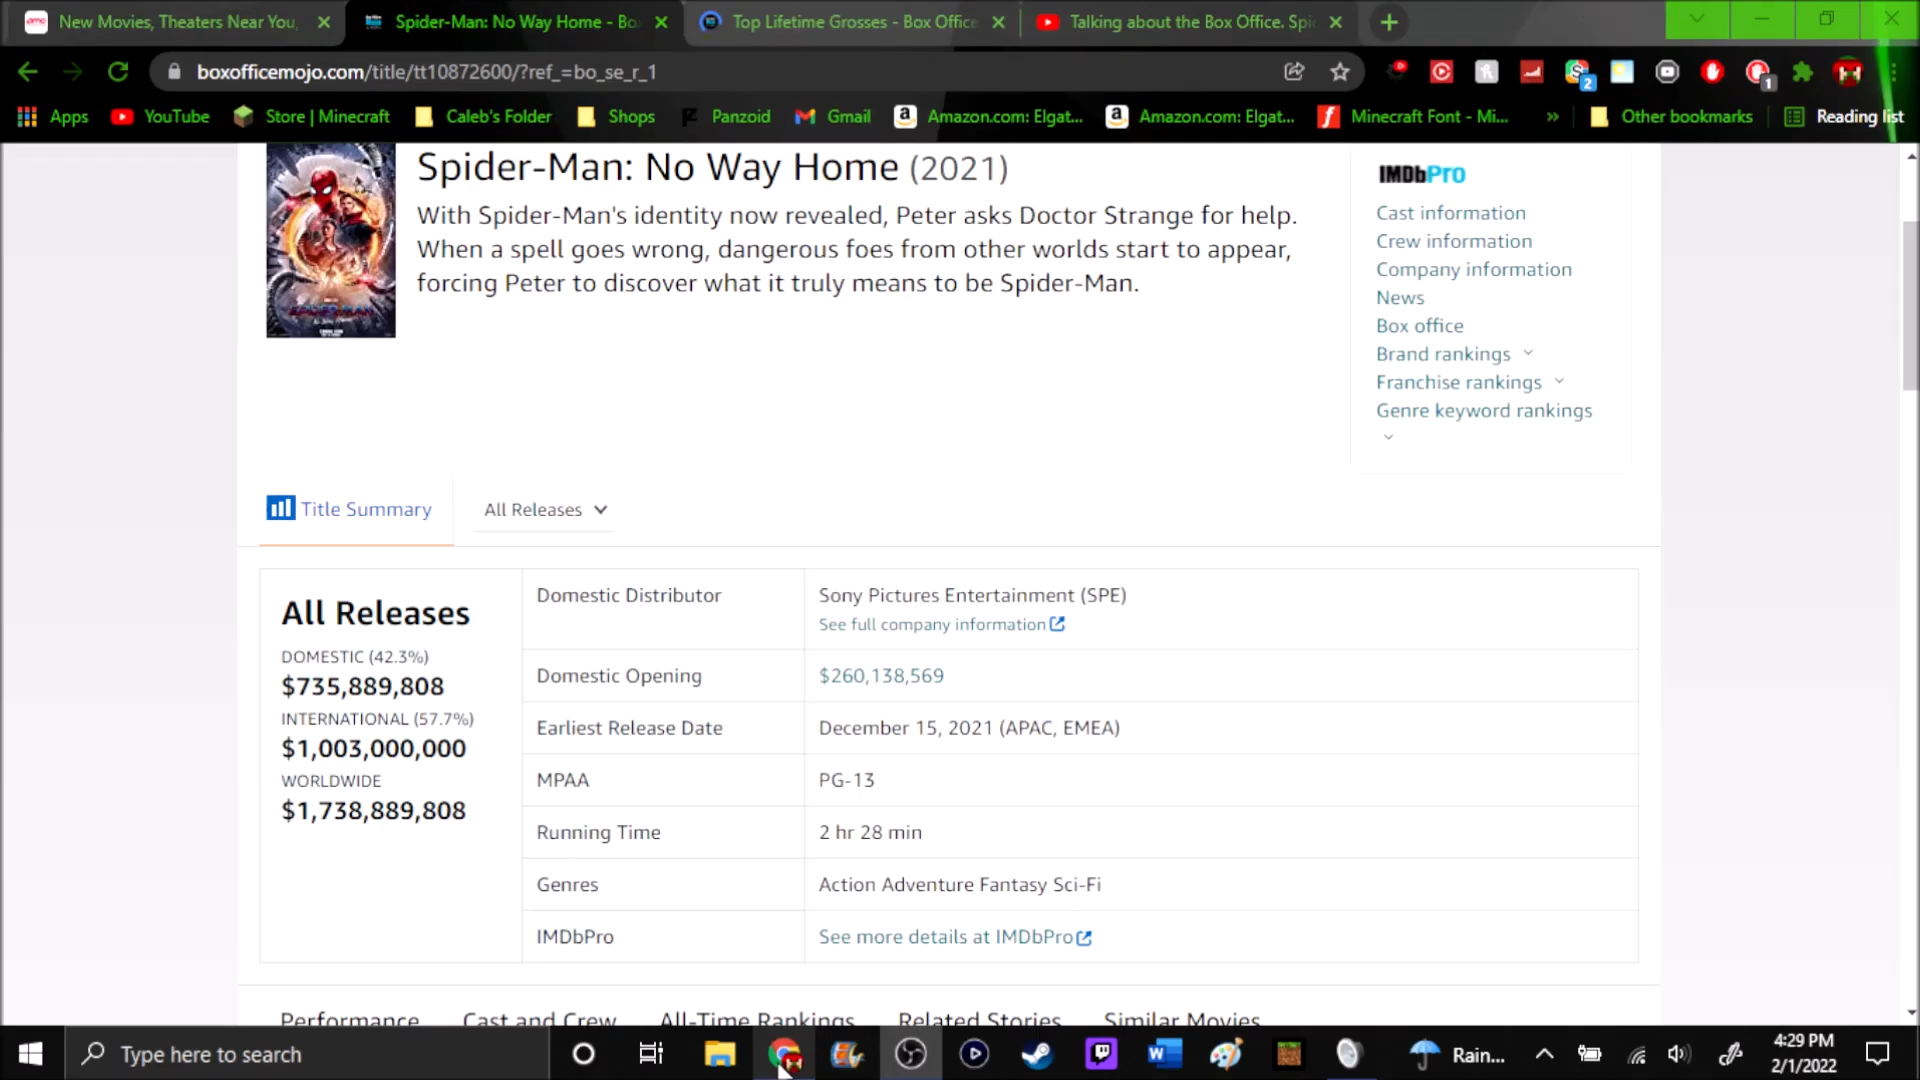 New Movies, Theaters Near You,
Spider-Man: No Way Home - Bo
Top Lifetime Grosses - Box Office
Talking about the Box Office. Spi
boxofficemojo.com/title/tt10872600/?ref_=bo_se_r_1
2
1
Apps
YouTube
Store | Minecraft
Caleb's Folder
Shops
Panzoid
Gmail
Amazon.com: Elgat...
Amazon.com: Elgat...
Minecraft Font - Mi...
»
Other bookmarks
Reading list
Spider-Man: No Way Home (2021)
With Spider-Man's identity now revealed, Peter asks Doctor Strange for help.
When a spell goes wrong, dangerous foes from other worlds start to appear,
forcing Peter to discover what it truly means to be Spider-Man.
IMDbPro
Cast information
Crew information
Company information
News
Box office
Brand rankings
Franchise rankings
Genre keyword rankings
Title Summary
All Releases
All Releases
DOMESTIC (42.3%)
$735,889,808
INTERNATIONAL (57.7%)
$1,003,000,000
WORLDWIDE
$1,738,889,808
Domestic Distributor
Sony Pictures Entertainment (SPE)
See full company information
Domestic Opening
$260,138,569
Earliest Release Date
December 15, 2021 (APAC, EMEA)
MPAA
PG-13
Running Time
2 hr 28 min
Genres
Action Adventure Fantasy Sci-Fi
IMDbPro
See more details at IMDbPro
Performance
Cast and Crew
All-Time Rankings
Related Stories
Similar Movies
Type here to search
Rain...
4:29 PM
2/1/2022